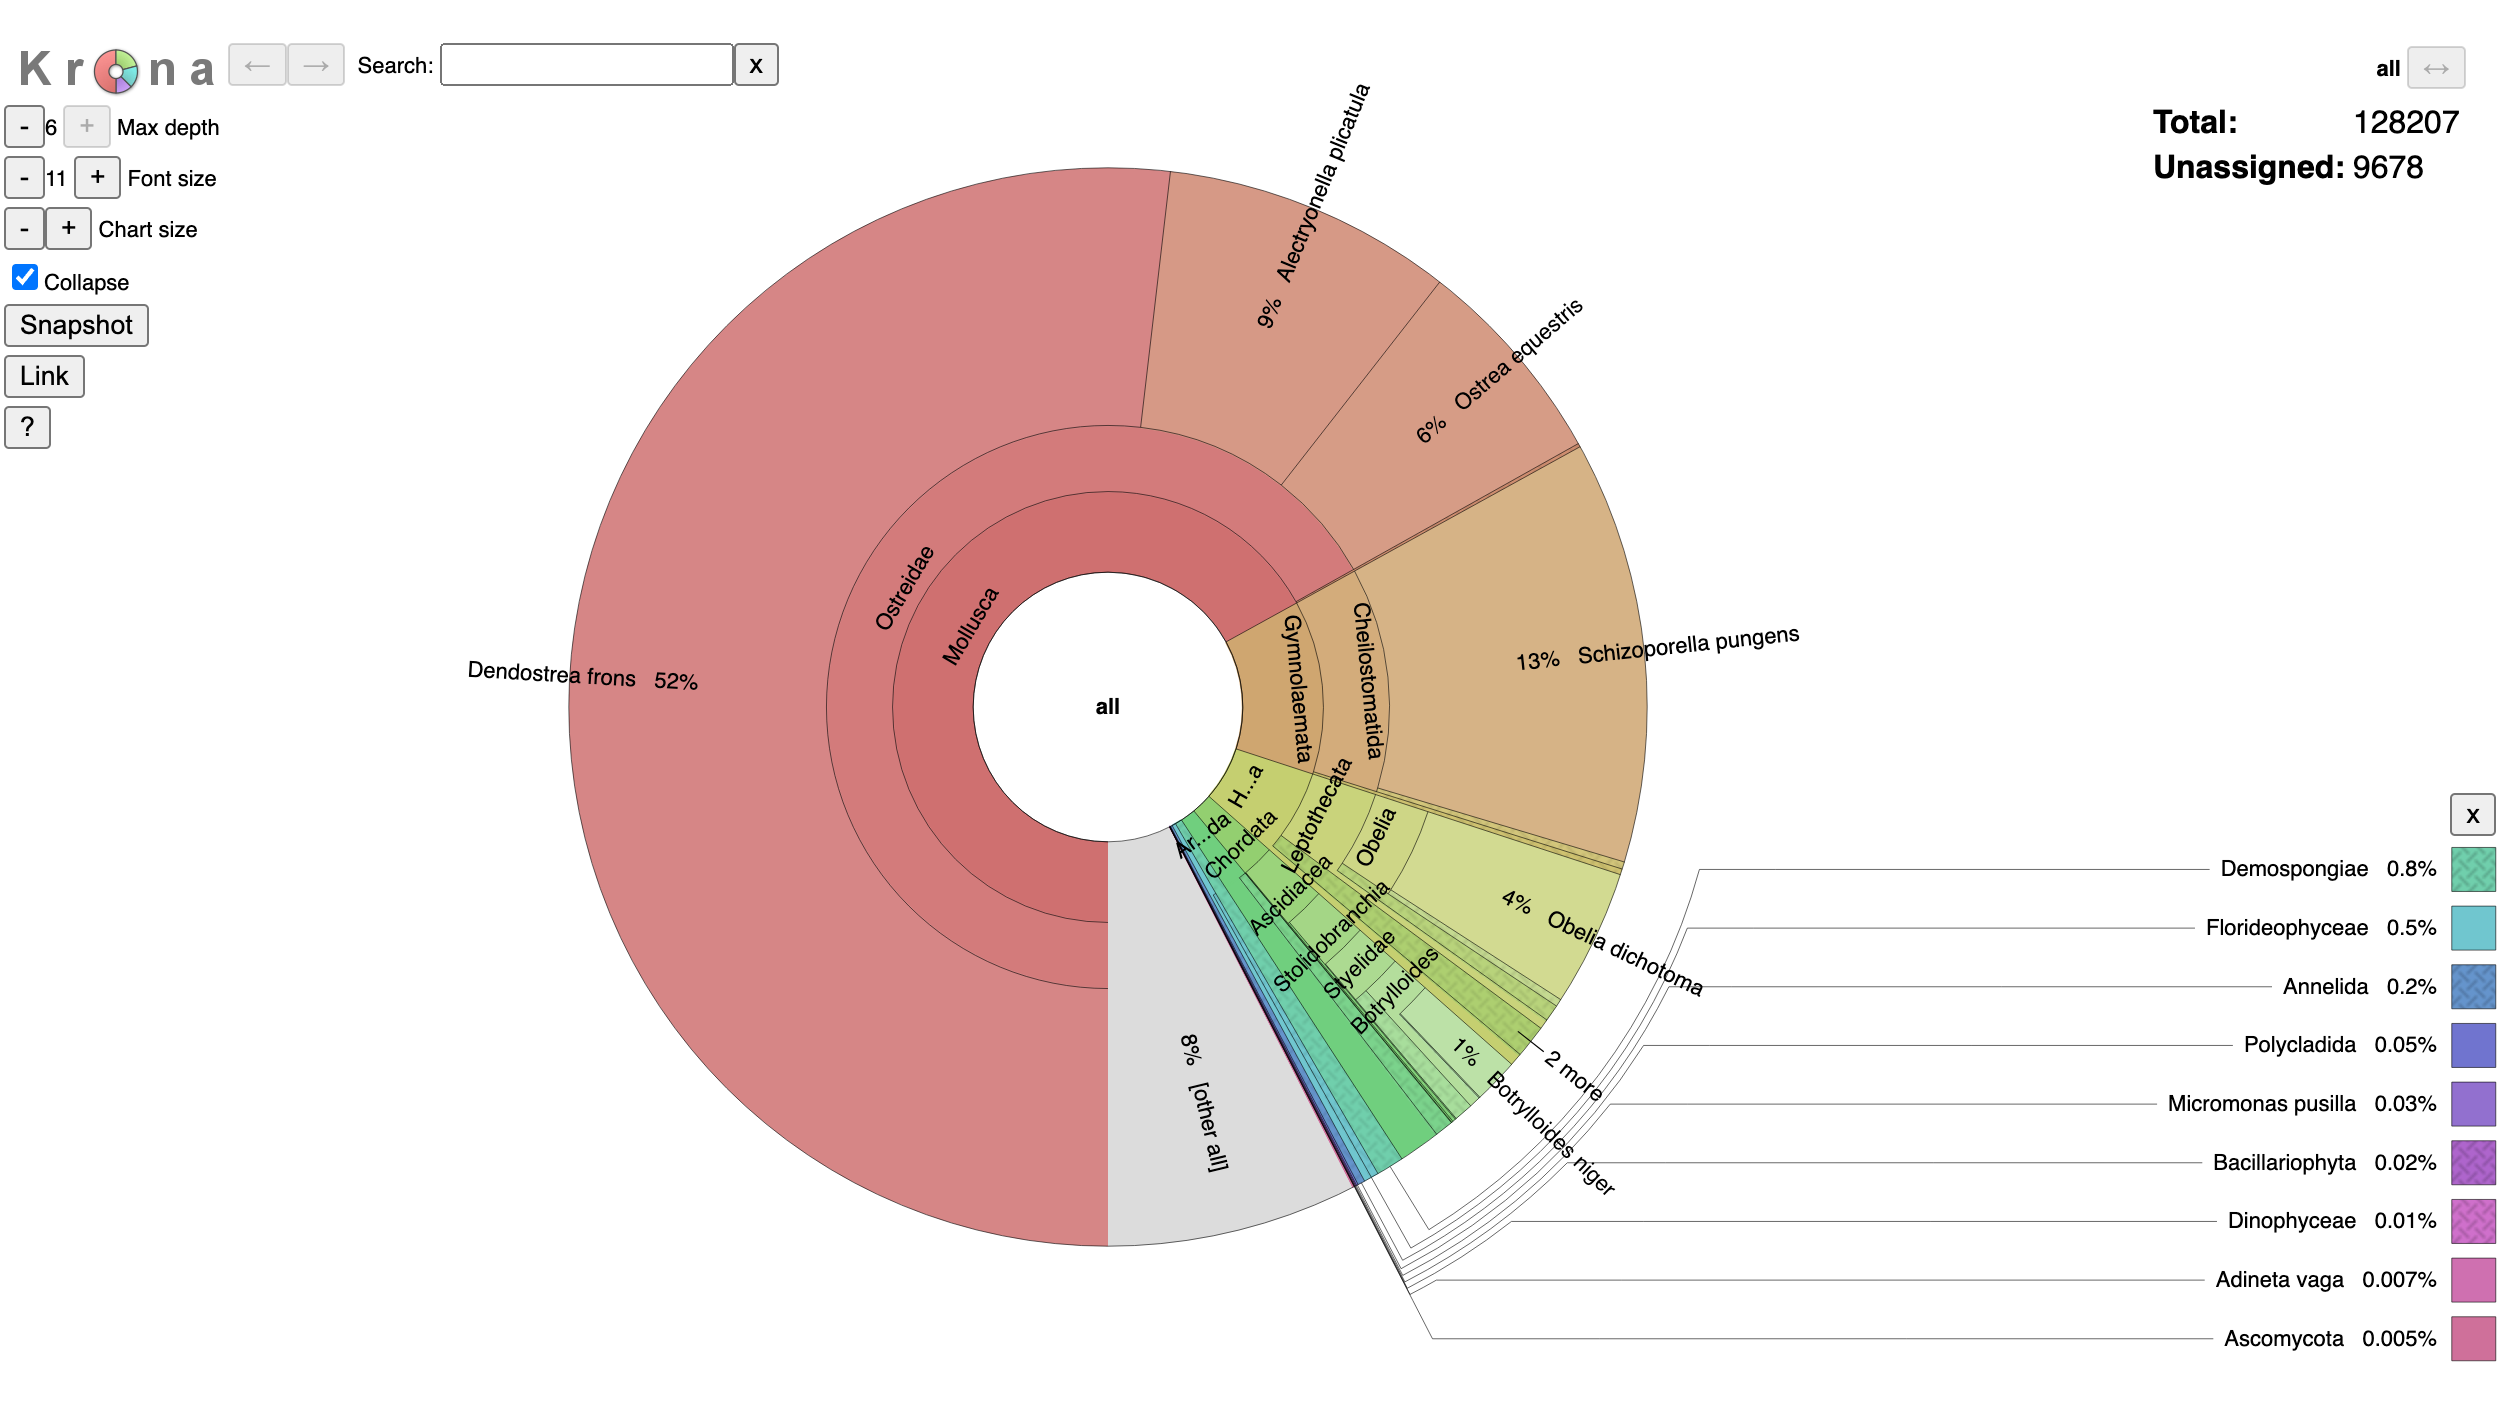 Krona
← → Search: x
all ↔
- 6 + Max depth
Total: 128207
Unassigned: 9678
- 11 + Font size
- + Chart size
Collapse
Snapshot
Link
?
9% Alectryonella plicatula
6% Ostrea equestris
Dendostrea frons 52%
Ostreidae
Mollusca
all
Gymnolaemata
Cheilostomatida
13% Schizoporella pungens
H...a
Leptothecata
Obelia
4% Obelia dichotoma
2 more
Ar...da
Chordata
Ascidiacea
Stolidobranchia
Styelidae
Botrylloides
1% Botrylloides niger
8% [other all]
x
Demospongiae 0.8%
Florideophyceae 0.5%
Annelida 0.2%
Polycladida 0.05%
Micromonas pusilla 0.03%
Bacillariophyta 0.02%
Dinophyceae 0.01%
Adineta vaga 0.007%
Ascomycota 0.005%